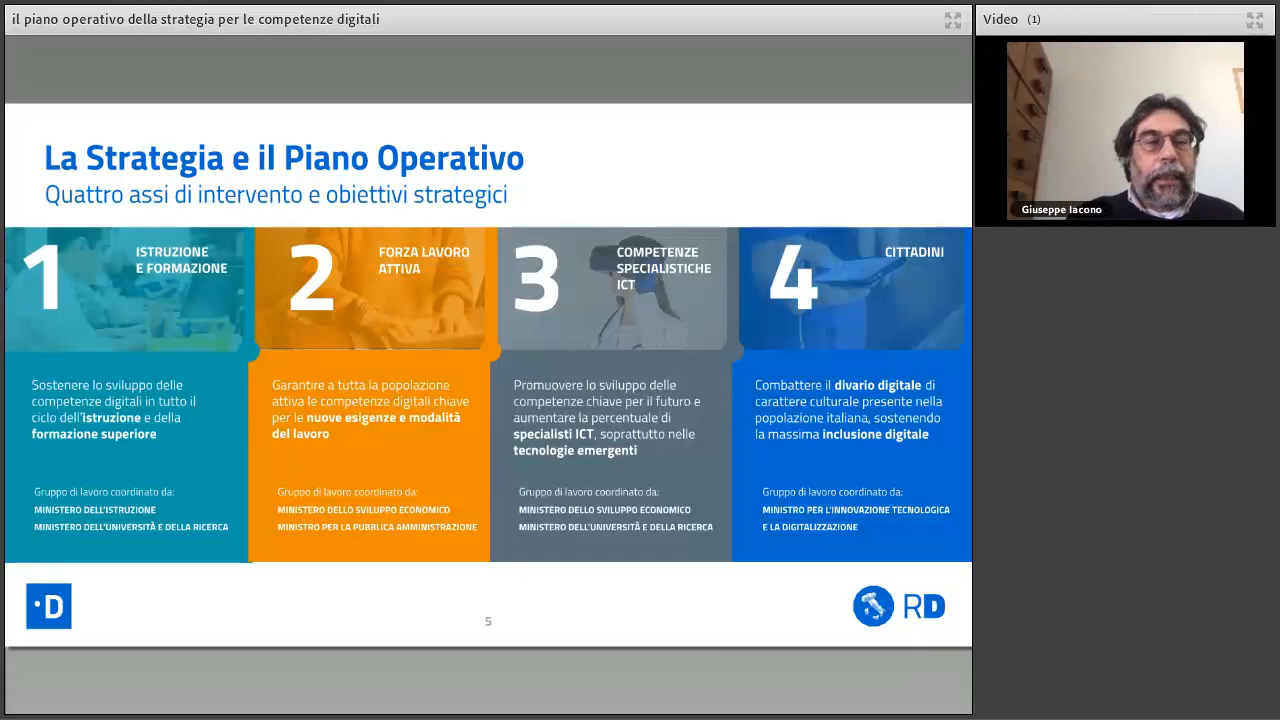 il piano operativo della strategia per le competenze digitali
Video (1)
Giuseppe Iacono
La Strategia e il Piano Operativo
Quattro assi di intervento e obiettivi strategici
1
ISTRUZIONE
E FORMAZIONE
Sostenere lo sviluppo delle
competenze digitali in tutto il
ciclo dell'istruzione e della
formazione superiore
Gruppo di lavoro coordinato da:
MINISTERO DELL'ISTRUZIONE
MINISTERO DELL'UNIVERSITÀ E DELLA RICERCA
2
FORZA LAVORO
ATTIVA
Garantire a tutta la popolazione
attiva le competenze digitali chiave
per le nuove esigenze e modalità
del lavoro
Gruppo di lavoro coordinato da:
MINISTERO DELLO SVILUPPO ECONOMICO
MINISTRO PER LA PUBBLICA AMMINISTRAZIONE
3
COMPETENZE
SPECIALISTICHE
ICT
Promuovere lo sviluppo delle
competenze chiave per il futuro e
aumentare la percentuale di
specialisti ICT, soprattutto nelle
tecnologie emergenti
Gruppo di lavoro coordinato da:
MINISTERO DELLO SVILUPPO ECONOMICO
MINISTERO DELL'UNIVERSITÀ E DELLA RICERCA
4
CITTADINI
Combattere il divario digitale di
carattere culturale presente nella
popolazione italiana, sostenendo
la massima inclusione digitale
Gruppo di lavoro coordinato da:
MINISTRO PER L'INNOVAZIONE TECNOLOGICA
E LA DIGITALIZZAZIONE
·D
5
RD